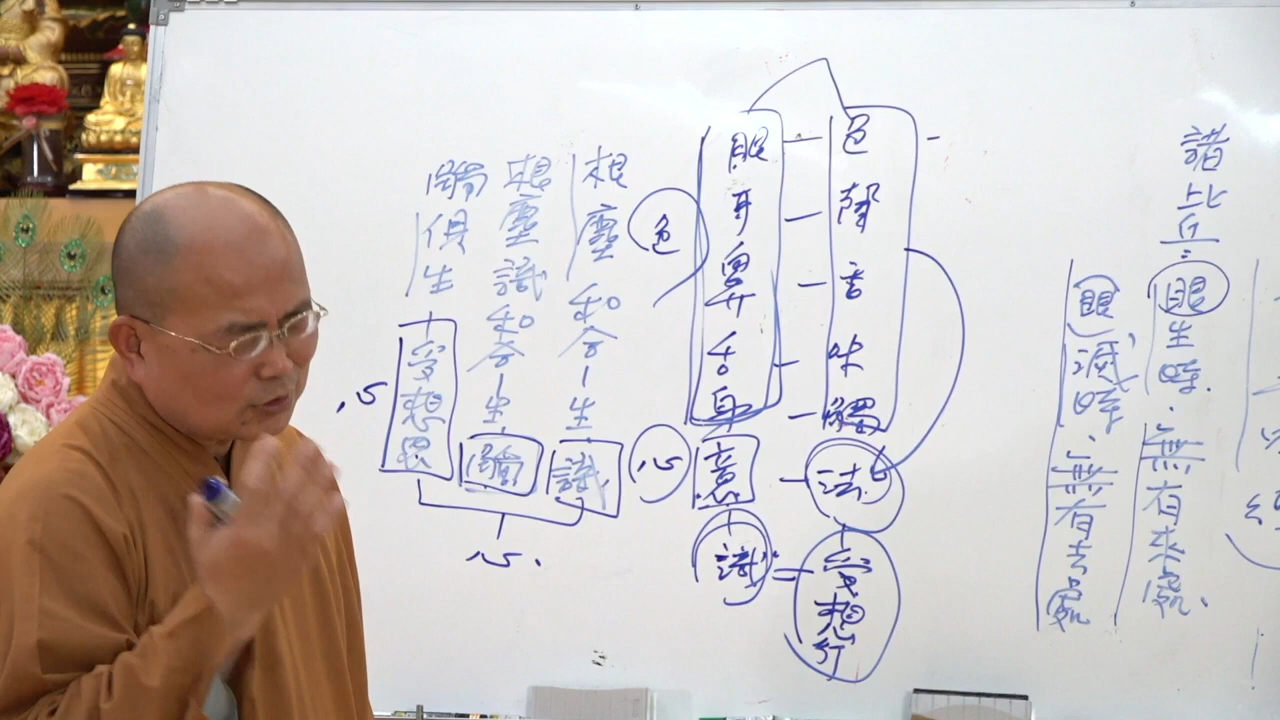 諸比丘:
眼生時,無有來處.
眼滅時,無有去處
色
聲
香
味
觸
法
受想行
眼
耳
鼻
舌
身
意
識
色
心
根塵和合-生識
根塵識和合-生觸
觸俱生
受想思
心
心.